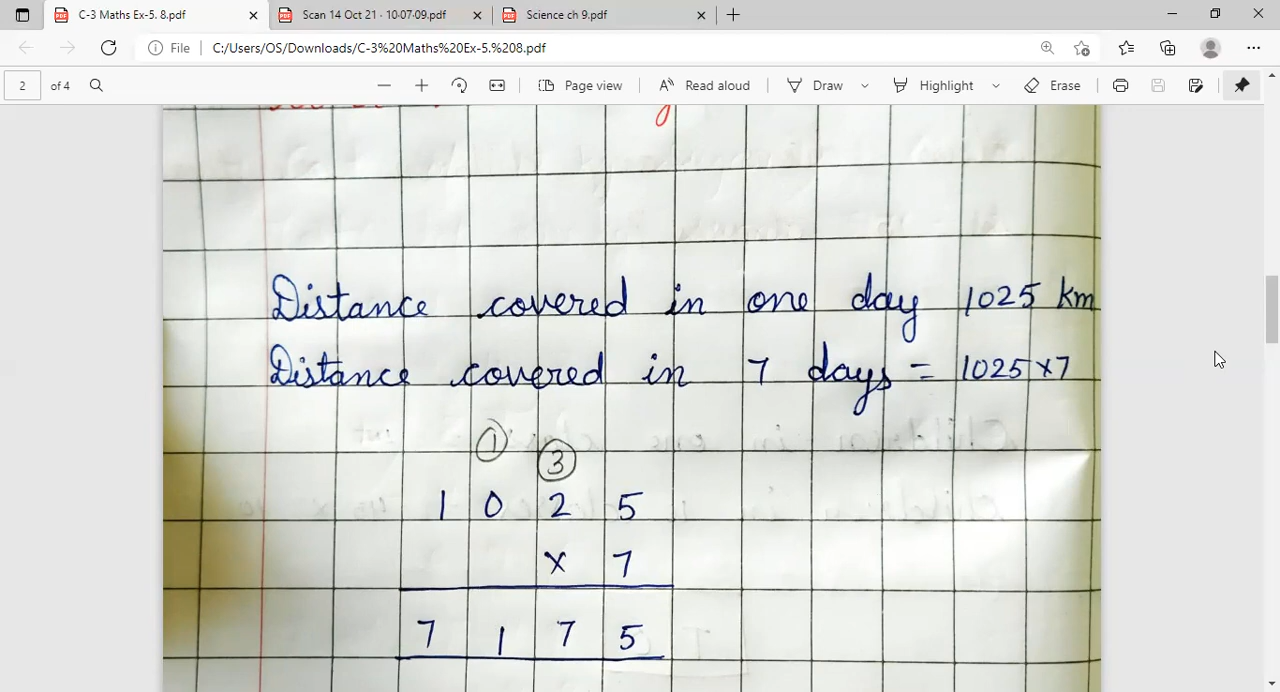 C-3 Maths Ex-5. 8.pdf
Scan 14 Oct 21 · 10·07·09.pdf
Science ch 9.pdf
File C:/Users/OS/Downloads/C-3%20Maths%20Ex-5.%208.pdf
2 of 4 Page view Read aloud Draw Highlight Erase
Distance covered in one day 1025 km
Distance covered in 7 days = 1025×7
1 3
1 0 2 5
× 7
7 1 7 5